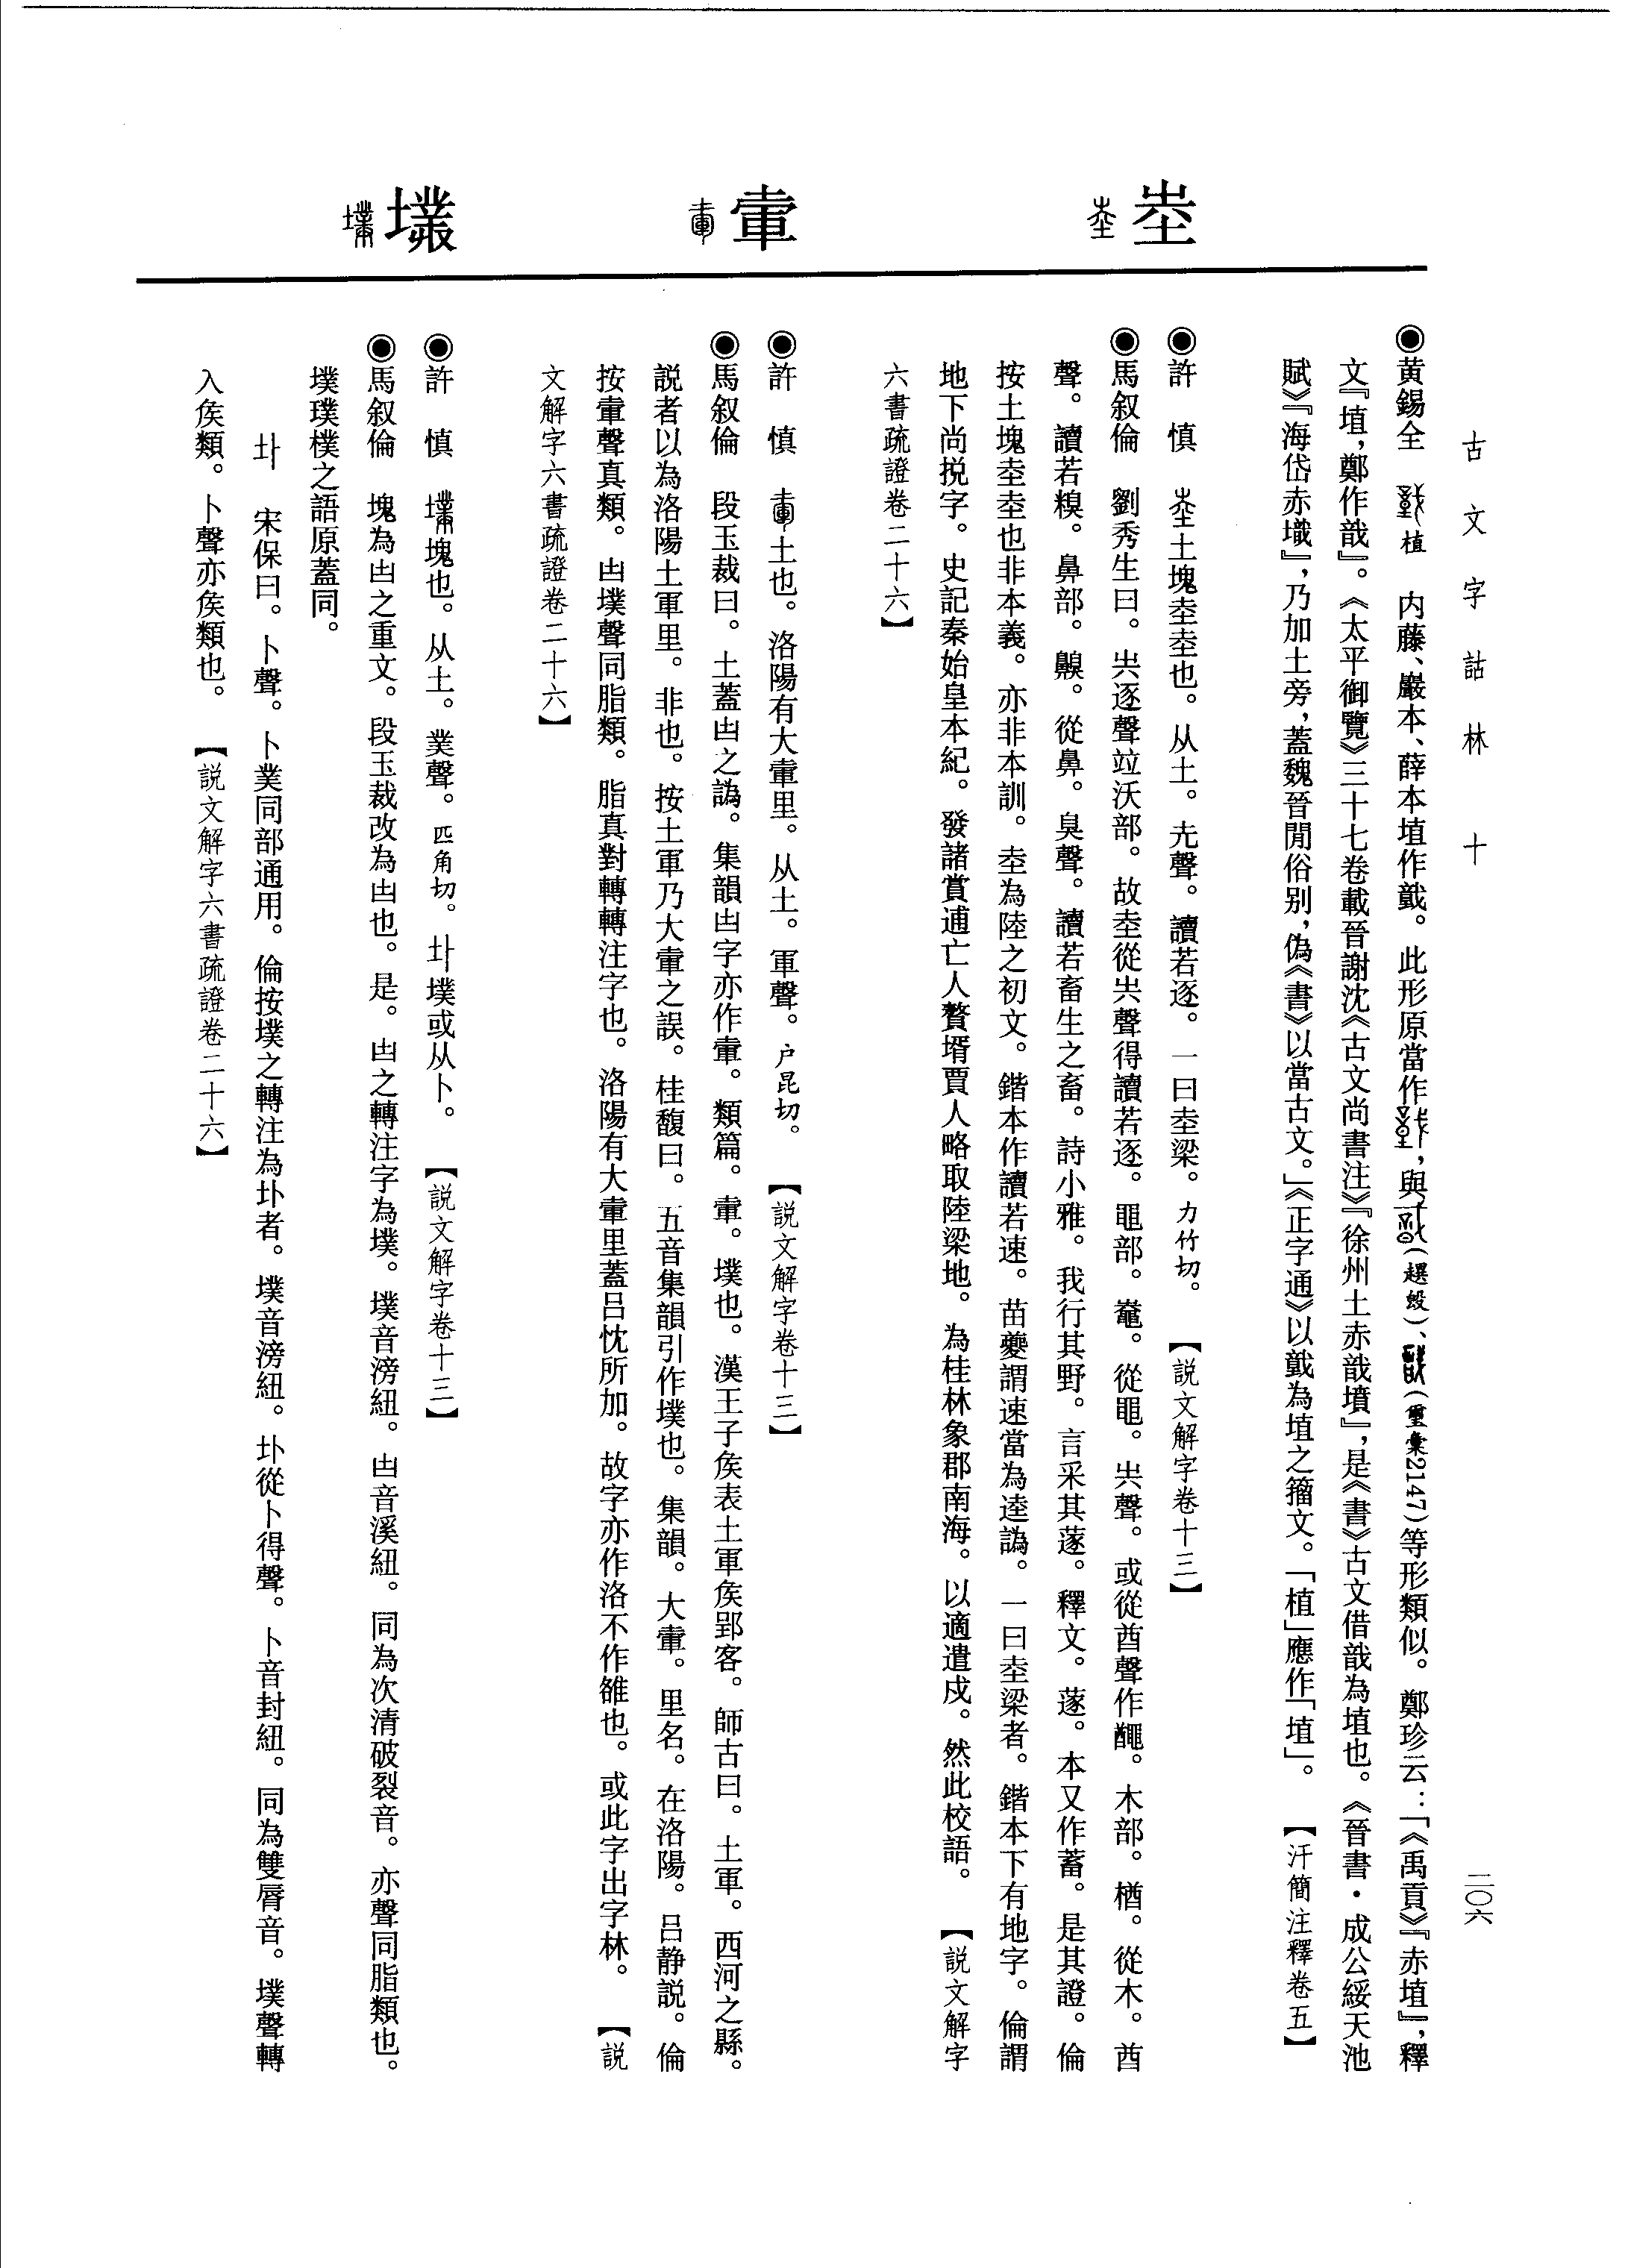 古文字詁林　十
二〇六
◉黄錫全　(植　内藤、巖本、薛本埴作戠。此形原當作，與(趩𣪘)、(璽彙2147)等形類似。鄭珍云：「《禹貢》『赤埴』，釋
文『埴，鄭作戠』。《太平御覽》三十七卷載晉謝沈《古文尚書注》『徐州土赤戠墳』，是《書》古文借戠為埴也。《晉書·成公綏天池
賦》『海岱赤壎』，乃加土旁，蓋魏晉閒俗别，偽《書》以當古文。」《正字通》以戠為埴之籀文。「植」應作「埴」。　【汗簡注釋卷五】
坴
◉許　慎　土塊坴坴也。从土。圥聲。讀若逐。一曰坴梁。力竹切。　【説文解字卷十三】
◉馬叙倫　劉秀生曰。圥逐聲竝沃部。故坴從圥聲得讀若逐。黽部。鼀。從黽。圥聲。或從酋聲作䵸。木部。楢。從木。酋
聲。讀若糗。鼻部。齅。從鼻。臭聲。讀若畜生之畜。詩小雅。我行其野。言采其蓫。釋文。蓫。本又作蓄。是其證。倫
按土塊坴坴也非本義。亦非本訓。坴為陸之初文。鍇本作讀若速。苗夔謂速當為逵譌。一曰坴梁者。鍇本下有地字。倫謂
地下尚捝字。史記秦始皇本紀。發諸嘗逋亡人贅壻賈人略取陸梁地。為桂林象郡南海。以適遣戍。然此校語。　【説文解字
六書疏證卷二十六】
𡑣
◉許　慎　土也。洛陽有大𡑣里。从土。軍聲。户昆切。　【説文解字卷十三】
◉馬叙倫　段玉裁曰。土蓋凷之譌。集韻凷字亦作𡑣。類篇。𡑣。墣也。漢王子矦表土軍矦郢客。師古曰。土軍。西河之縣。
説者以為洛陽土軍里。非也。按土軍乃大𡑣之誤。桂馥曰。五音集韻引作墣也。集韻。大𡑣。里名。在洛陽。吕静説。倫
按𡑣聲真類。凷墣聲同脂類。脂真對轉轉注字也。洛陽有大𡑣里蓋吕忱所加。故字亦作洛不作雒也。或此字出字林。　【説
文解字六書疏證卷二十六】
墣
◉許　慎　塊也。从土。菐聲。匹角切。圤墣或从卜。　【説文解字卷十三】
◉馬叙倫　塊為凷之重文。段玉裁改為凷也。是。凷之轉注字為墣。墣音滂紐。凷音溪紐。同為次清破裂音。亦聲同脂類也。
墣璞樸之語原蓋同。
圤　宋保曰。卜聲。卜菐同部通用。倫按墣之轉注為圤者。墣音滂紐。圤從卜得聲。卜音封紐。同為雙脣音。墣聲轉
入矦類。卜聲亦矦類也。　【説文解字六書疏證卷二十六】